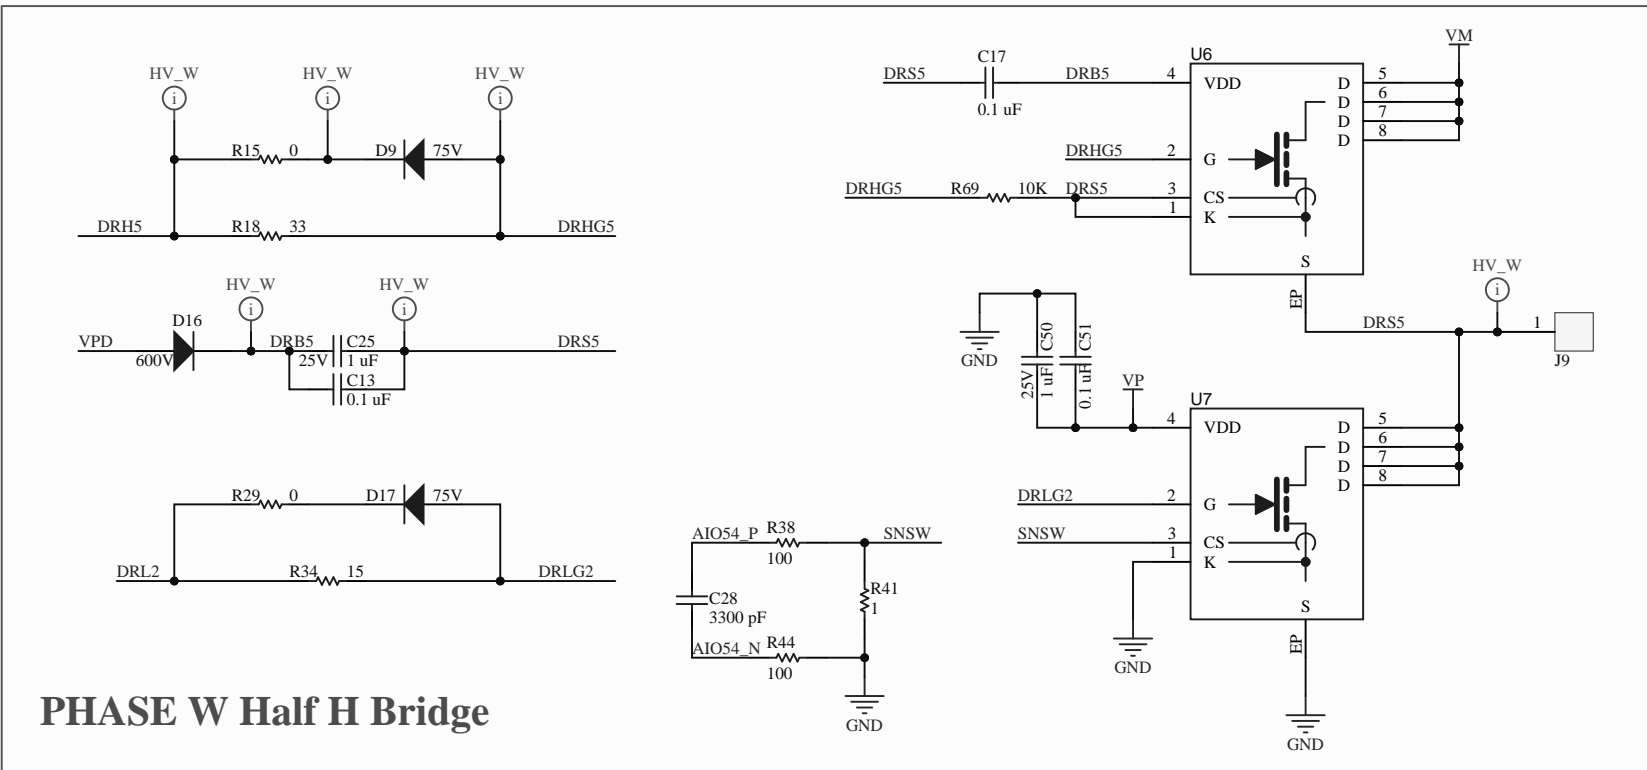 HV_W HV_W HV_W
i i i
R15 0 D9 75V
DRH5 R18 33 DRHG5
HV_W HV_W
i i
D16
VPD 600V DRB5 25V C25 1 uF DRS5
C13
0.1 uF
R29 0 D17 75V
DRL2 R34 15 DRLG2
AIO54_P R38 SNSW
100
C28
3300 pF
R41
1
AIO54_N R44
100
GND
PHASE W Half H Bridge
C17
DRS5 DRB5
0.1 uF
DRHG5
DRHG5 R69 10K DRS5
U6
4 VDD D 5
D 6
D 7
2 G D 8
3 CS
1 K
S
EP
VM
HV_W
i
DRS5 1
J9
GND
C50
25V
1 uF
C51
0.1 uF
VP
U7
4 VDD D 5
D 6
D 7
DRLG2 2 G D 8
SNSW 3 CS
1 K
S
EP
GND
GND